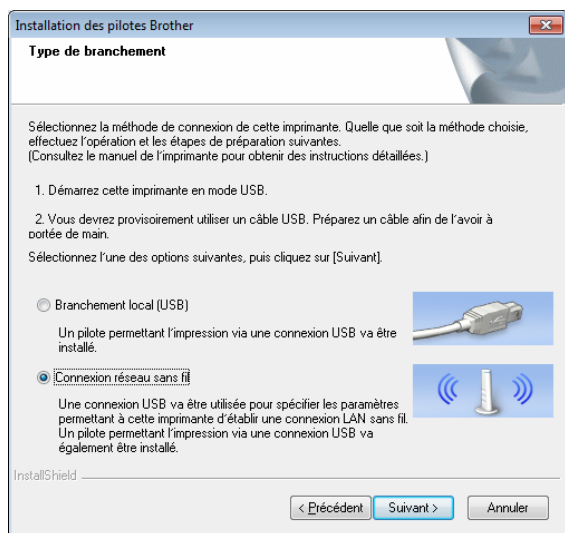 Installation des pilotes Brother
Type de branchement
Sélectionnez la méthode de connexion de cette imprimante. Quelle que soit la méthode choisie,
effectuez l'opération et les étapes de préparation suivantes.
(Consultez le manuel de l'imprimante pour obtenir des instructions détaillées.)
1. Démarrez cette imprimante en mode USB.
2. Vous devrez provisoirement utiliser un câble USB. Préparez un câble afin de l'avoir à
portée de main.
Sélectionnez l'une des options suivantes, puis cliquez sur [Suivant].
Branchement local (USB)
Un pilote permettant l'impression via une connexion USB va être
installé.
Connexion réseau sans fil
Une connexion USB va être utilisée pour spécifier les paramètres
permettant à cette imprimante d'établir une connexion LAN sans fil.
Un pilote permettant l'impression via une connexion USB va
également être installé.
InstallShield
< Précédent Suivant > Annuler